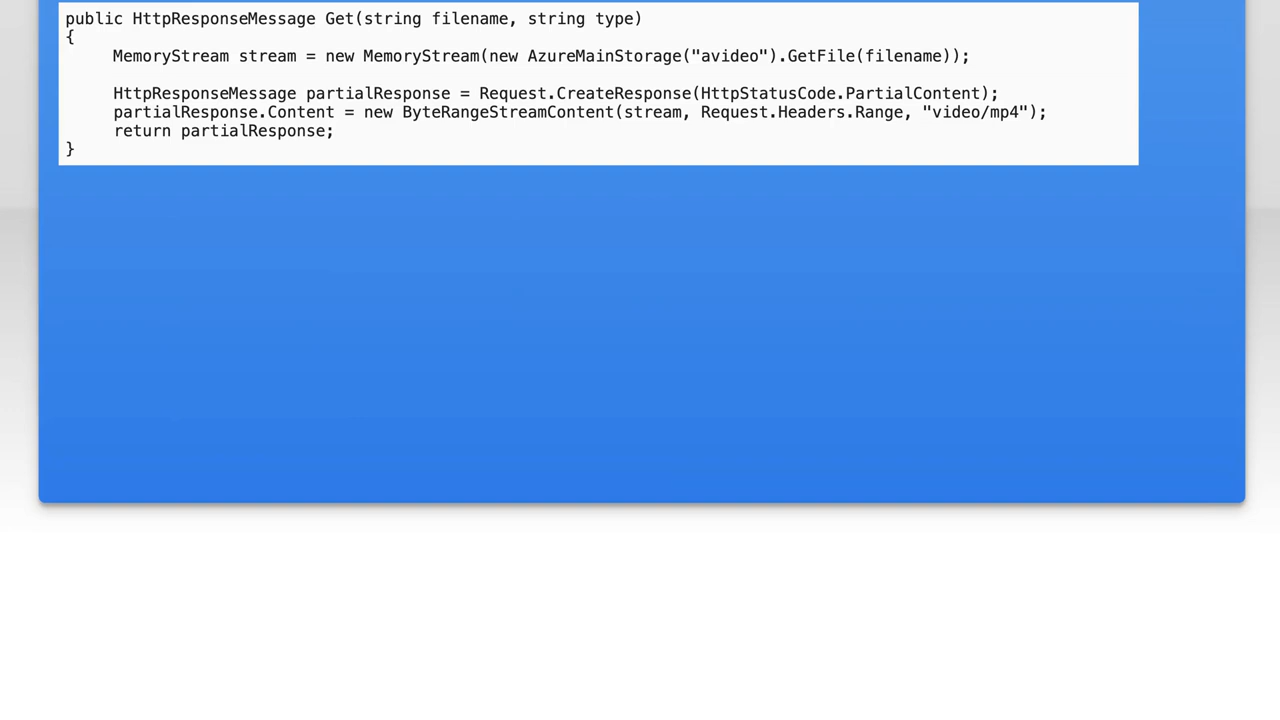 public HttpResponseMessage Get(string filename, string type)
{
MemoryStream stream = new MemoryStream(new AzureMainStorage("avideo").GetFile(filename));
HttpResponseMessage partialResponse = Request.CreateResponse(HttpStatusCode.PartialContent);
partialResponse.Content = new ByteRangeStreamContent(stream, Request.Headers.Range, "video/mp4");
return partialResponse;
}